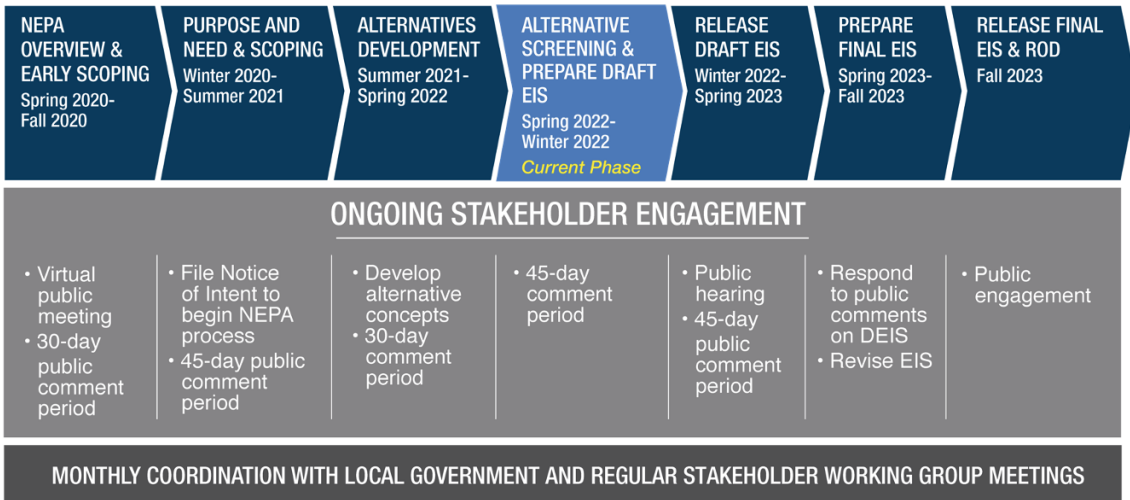 NEPA
OVERVIEW &
EARLY SCOPING
Spring 2020-
Fall 2020
PURPOSE AND
NEED & SCOPING
Winter 2020-
Summer 2021
ALTERNATIVES
DEVELOPMENT
Summer 2021-
Spring 2022
ALTERNATIVE
SCREENING &
PREPARE DRAFT
EIS
Spring 2022-
Winter 2022
Current Phase
RELEASE
DRAFT EIS
Winter 2022-
Spring 2023
PREPARE
FINAL EIS
Spring 2023-
Fall 2023
RELEASE FINAL
EIS & ROD
Fall 2023
ONGOING STAKEHOLDER ENGAGEMENT
• Virtual
public
meeting
• 30-day
public
comment
period
• File Notice
of Intent to
begin NEPA
process
• 45-day public
comment
period
• Develop
alternative
concepts
• 30-day
comment
period
• 45-day
comment
period
• Public
hearing
• 45-day
public
comment
period
• Respond
to public
comments
on DEIS
• Revise EIS
• Public
engagement
MONTHLY COORDINATION WITH LOCAL GOVERNMENT AND REGULAR STAKEHOLDER WORKING GROUP MEETINGS